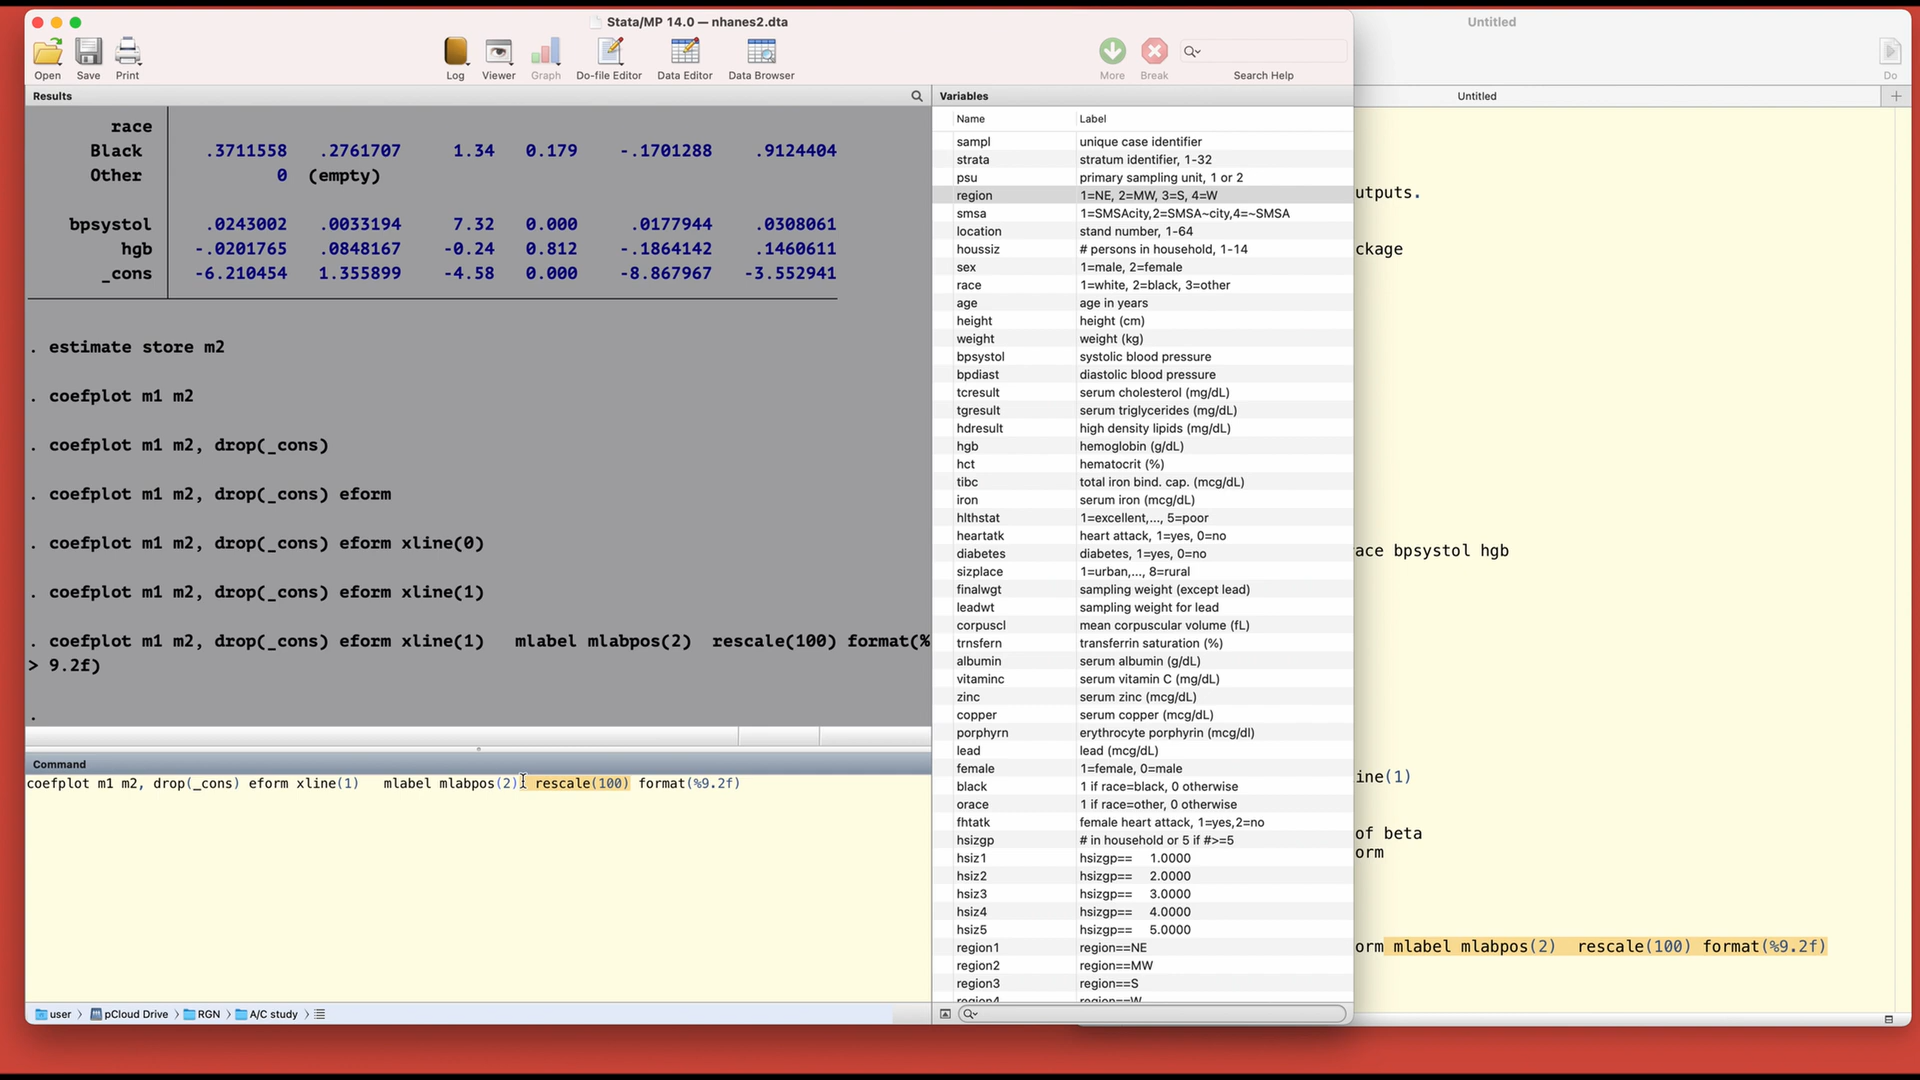 Stata/MP 14.0 — nhanes2.dta
Untitled
Open
Save
Print
Log
Viewer
Graph
Do-file Editor
Data Editor
Data Browser
More
Break
Search Help
Do
Results
Variables
Untitled
race
Black .3711558 .2761707 1.34 0.179 -.1701288 .9124404
Other 0 (empty)
bpsystol .0243002 .0033194 7.32 0.000 .0177944 .0308061
hgb -.0201765 .0848167 -0.24 0.812 -.1864142 .1460611
_cons -6.210454 1.355899 -4.58 0.000 -8.867967 -3.552941
. estimate store m2
. coefplot m1 m2
. coefplot m1 m2, drop(_cons)
. coefplot m1 m2, drop(_cons) eform
. coefplot m1 m2, drop(_cons) eform xline(0)
. coefplot m1 m2, drop(_cons) eform xline(1)
. coefplot m1 m2, drop(_cons) eform xline(1) mlabel mlabpos(2) rescale(100) format(%
> 9.2f)
.
Command
coefplot m1 m2, drop(_cons) eform xline(1) mlabel mlabpos(2) rescale(100) format(%9.2f)
user
pCloud Drive
RGN
A/C study
Name Label
sampl unique case identifier
strata stratum identifier, 1-32
psu primary sampling unit, 1 or 2
region 1=NE, 2=MW, 3=S, 4=W
smsa 1=SMSAcity,2=SMSA~city,4=~SMSA
location stand number, 1-64
houssiz # persons in household, 1-14
sex 1=male, 2=female
race 1=white, 2=black, 3=other
age age in years
height height (cm)
weight weight (kg)
bpsystol systolic blood pressure
bpdiast diastolic blood pressure
tcresult serum cholesterol (mg/dL)
tgresult serum triglycerides (mg/dL)
hdresult high density lipids (mg/dL)
hgb hemoglobin (g/dL)
hct hematocrit (%)
tibc total iron bind. cap. (mcg/dL)
iron serum iron (mcg/dL)
hlthstat 1=excellent,..., 5=poor
heartatk heart attack, 1=yes, 0=no
diabetes diabetes, 1=yes, 0=no
sizplace 1=urban,..., 8=rural
finalwgt sampling weight (except lead)
leadwt sampling weight for lead
corpuscl mean corpuscular volume (fL)
trnsfern transferrin saturation (%)
albumin serum albumin (g/dL)
vitaminc serum vitamin C (mg/dL)
zinc serum zinc (mcg/dL)
copper serum copper (mcg/dL)
porphyrn erythrocyte porphyrin (mcg/dl)
lead lead (mcg/dL)
female 1=female, 0=male
black 1 if race=black, 0 otherwise
orace 1 if race=other, 0 otherwise
fhtatk female heart attack, 1=yes,2=no
hsizgp # in household or 5 if #>=5
hsiz1 hsizgp== 1.0000
hsiz2 hsizgp== 2.0000
hsiz3 hsizgp== 3.0000
hsiz4 hsizgp== 4.0000
hsiz5 hsizgp== 5.0000
region1 region==NE
region2 region==MW
region3 region==S
region4 region==W
utputs.
ckage
ace bpsystol hgb
ine(1)
of beta
orm
orm mlabel mlabpos(2) rescale(100) format(%9.2f)